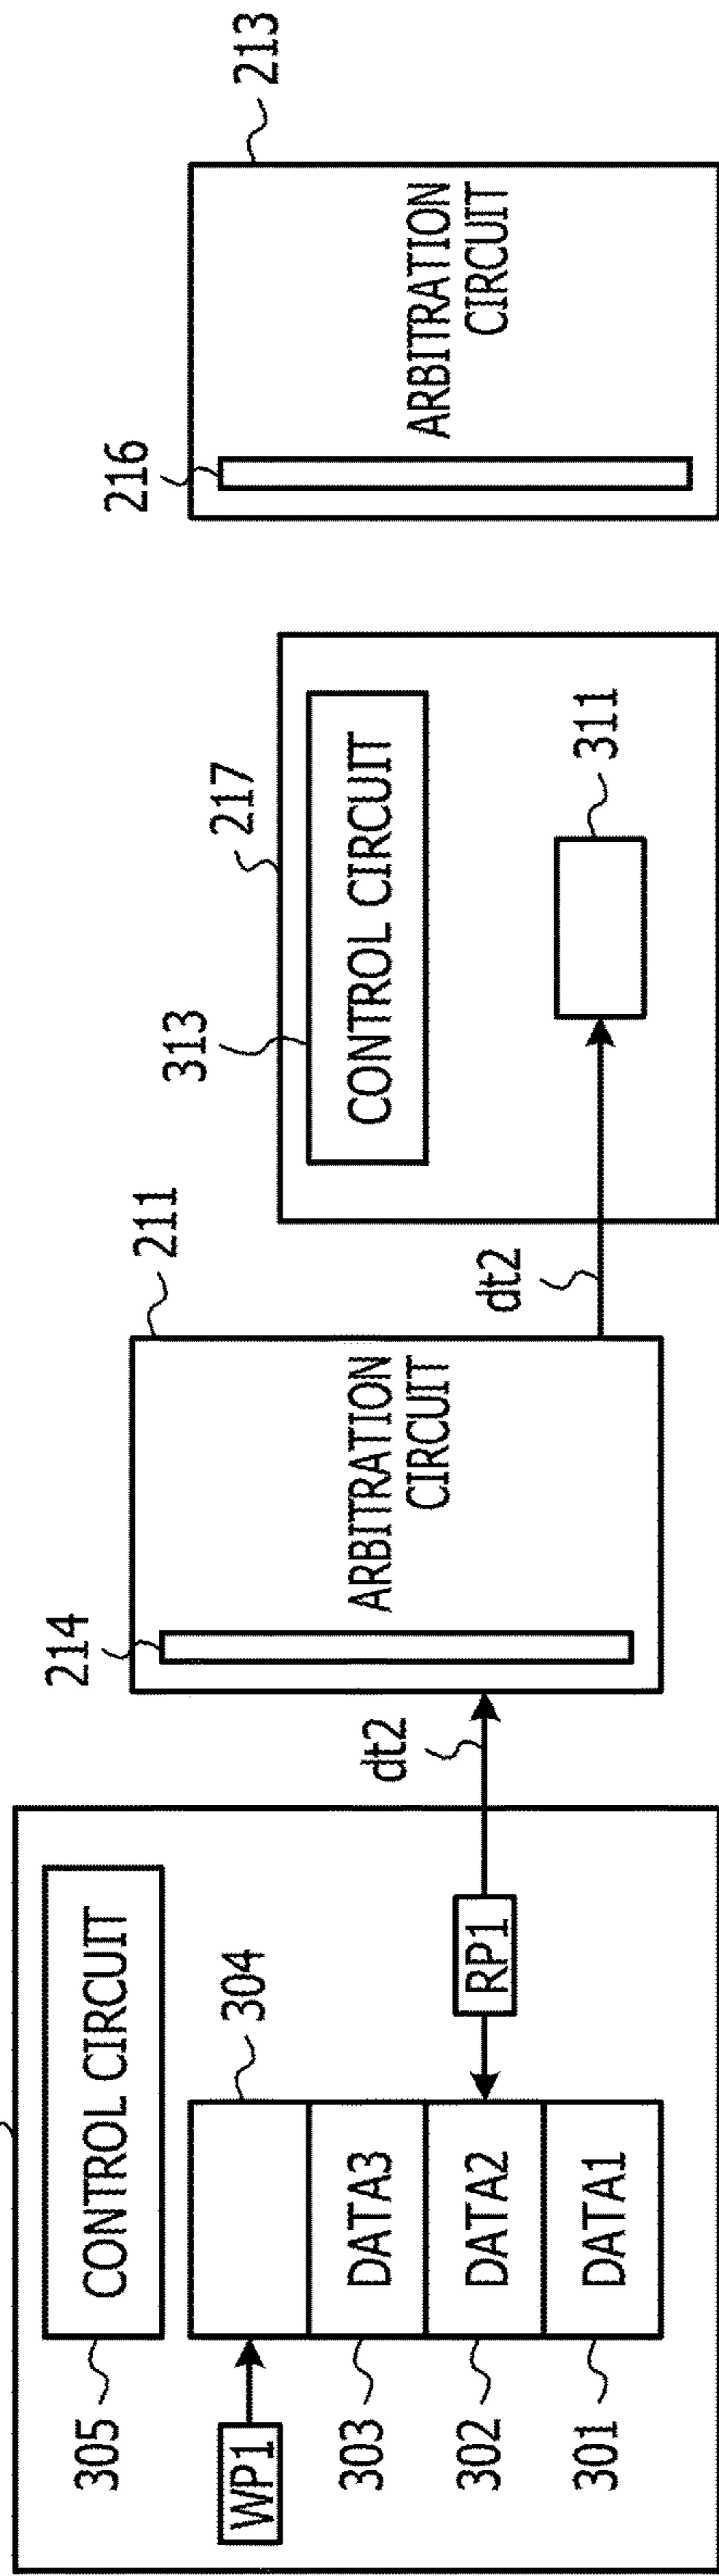 305
CONTROL CIRCUIT
304
WP1
303
DATA3
302
DATA2
301
DATA1
RP1
dt2
214
211
ARBITRATION
CIRCUIT
dt2
313
217
CONTROL CIRCUIT
311
216
213
ARBITRATION
CIRCUIT